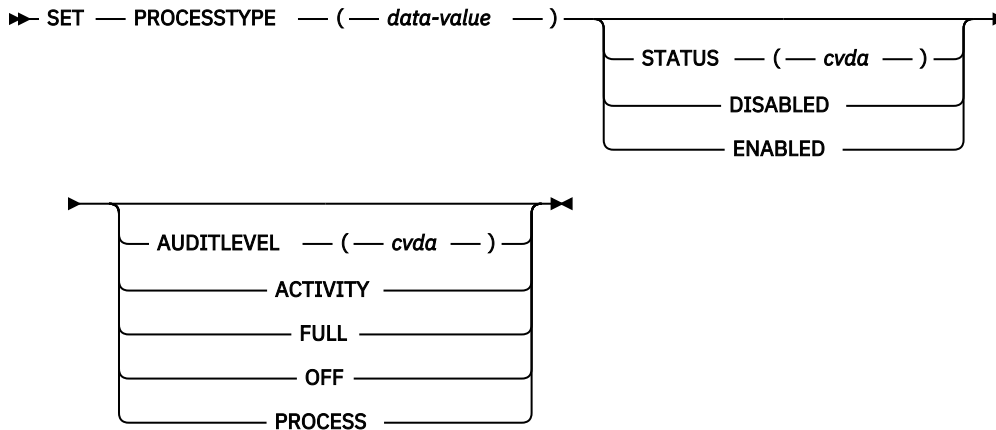 SET PROCESSTYPE ( data-value )
STATUS ( cvda )
DISABLED
ENABLED
AUDITLEVEL ( cvda )
ACTIVITY
FULL
OFF
PROCESS